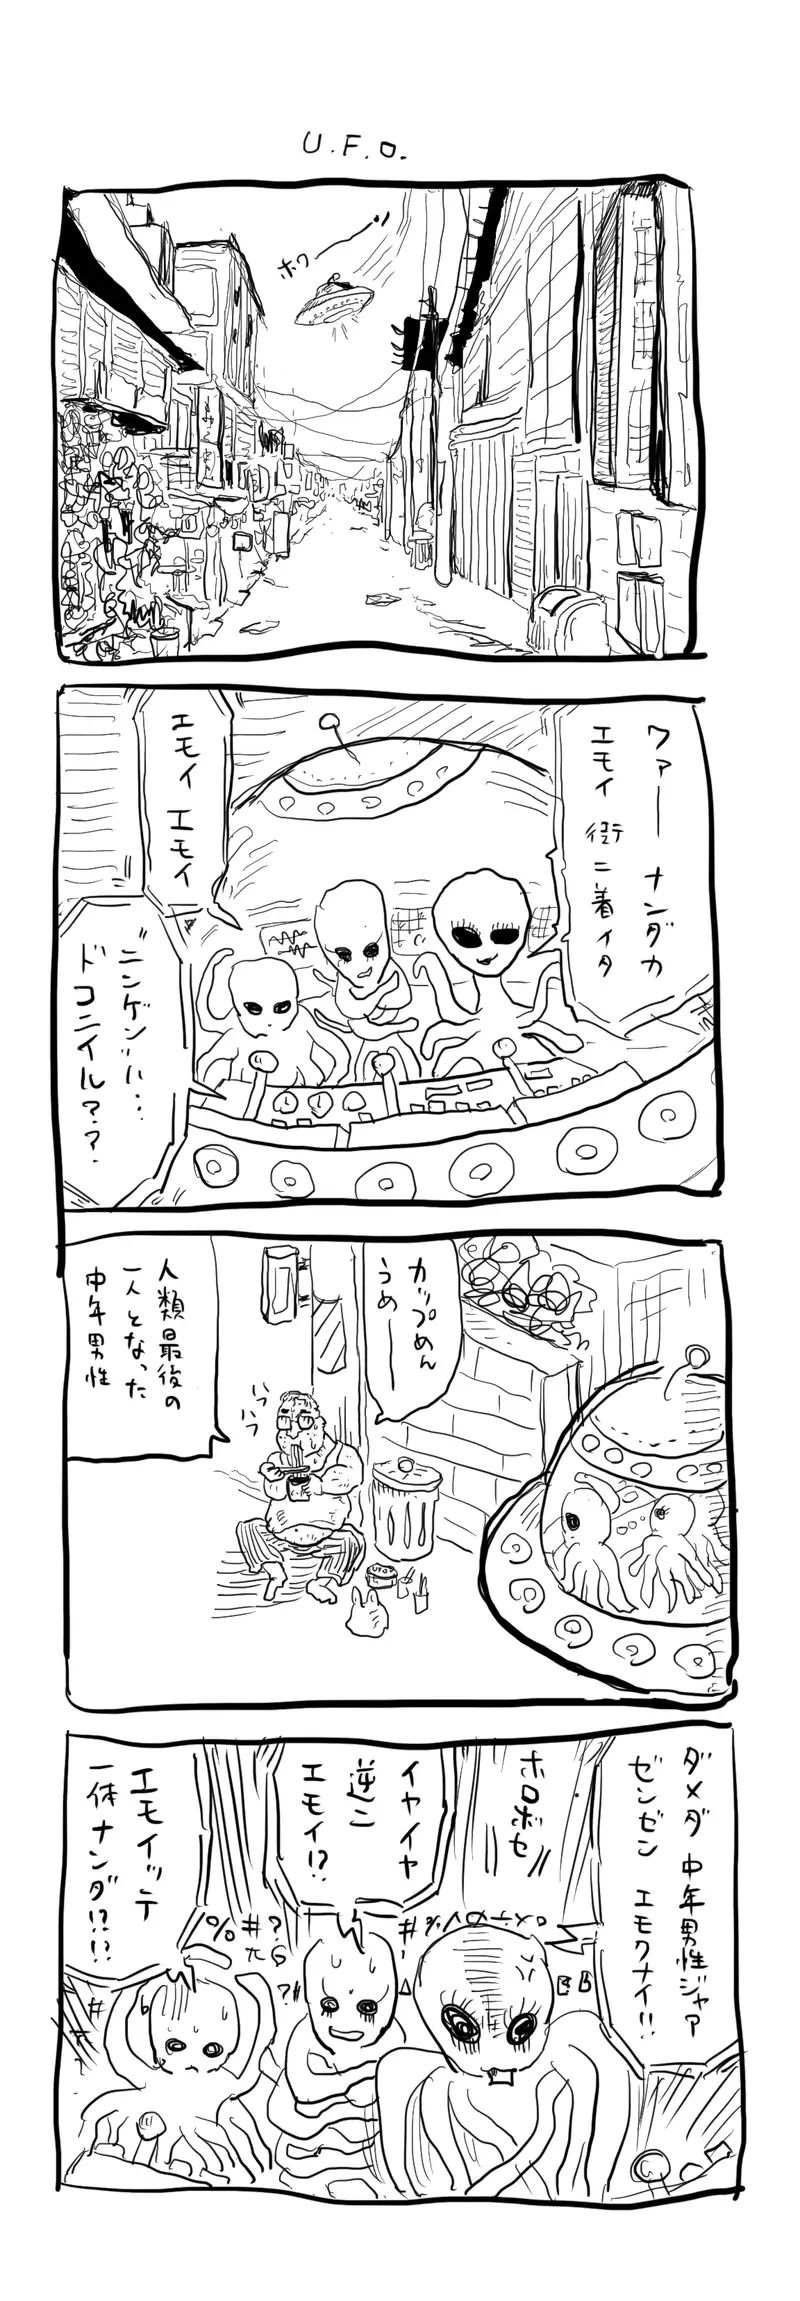 U.F.O.
ホワーン
ワァー ナンダカ
エモイ 街ニ着イタ
エモイ エモイ
"ニンゲン"ハ…
ドコニイル??
カップめん
うめー
人類最後の
一人となった
中年男性
ハフ
ハフ
UFO
ダメダ 中年男性ジャア
ゼンゼン エモクナイ!!
ホロボセ!!
イヤイヤ
逆ニ
エモイ!?
エモイッテ
一体ナンダ!?!?